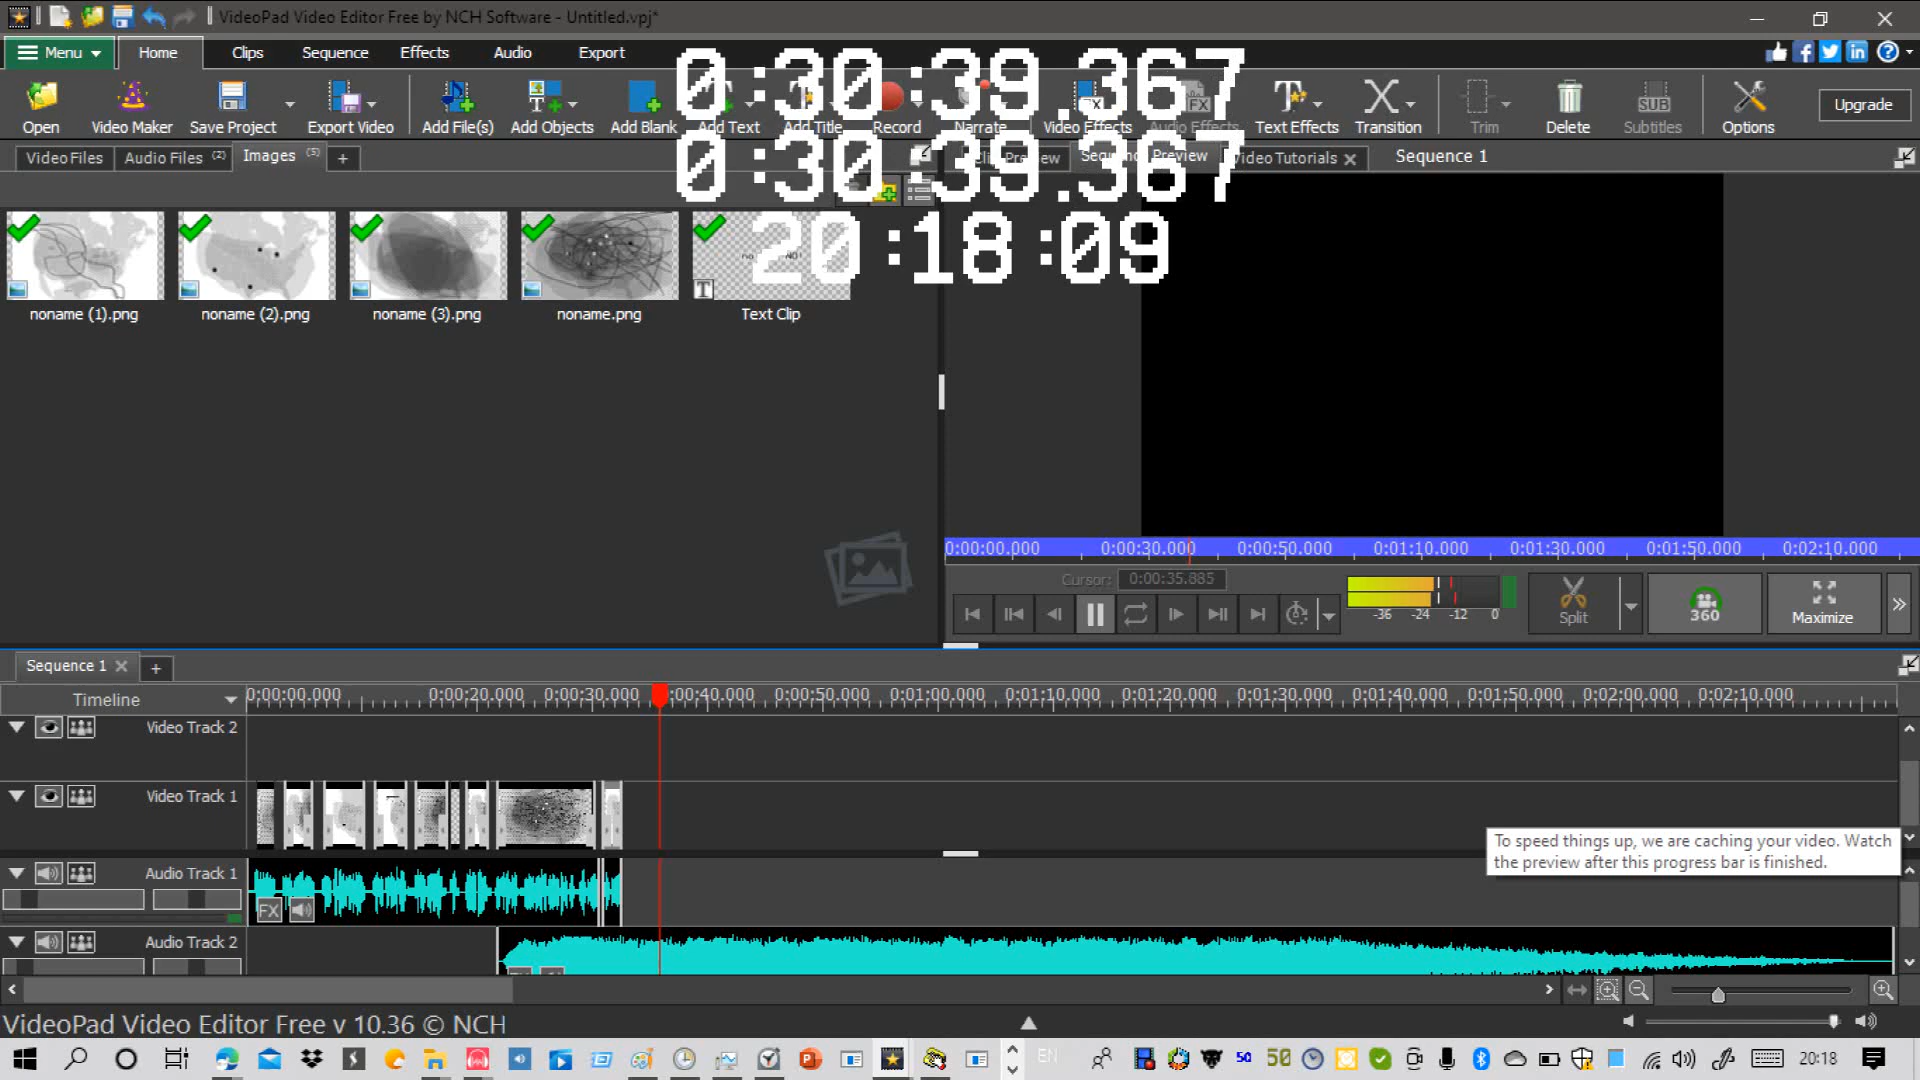 VideoPad Video Editor Free by NCH Software - Untitled.vpj*
Menu Home Clips Sequence Effects Audio Export
0:30:39.367
Open Video Maker Save Project Export Video Add File(s) Add Objects Add Blank Add Text Add Title Record Narrate Video Effects Audio Effects Text Effects Transition Trim Delete Subtitles Options Upgrade
FX FX SUB
0:30:39.367
Video Files Audio Files (2) Images (5) + Preview Preview Video Tutorials Sequence 1
20:18:09
T
noname (1).png noname (2).png noname (3).png noname.png Text Clip
0:00:00.000 0:00:30.000 0:00:50.000 0:01:10.000 0:01:30.000 0:01:50.000 0:02:10.000
Cursor: 0:00:35.885
-36 -24 -12 0 Split 360 Maximize
Sequence 1 +
Timeline 0:00:00.000 0:00:20.000 0:00:30.000 :00:40.000 0:00:50.000 0:01:00.000 0:01:10.000 0:01:20.000 0:01:30.000 0:01:40.000 0:01:50.000 0:02:00.000 0:02:10.000
Video Track 2
Video Track 1
To speed things up, we are caching your video. Watch
the preview after this progress bar is finished.
Audio Track 1
FX
Audio Track 2
VideoPad Video Editor Free v 10.36 © NCH
EN 50 50 20:18